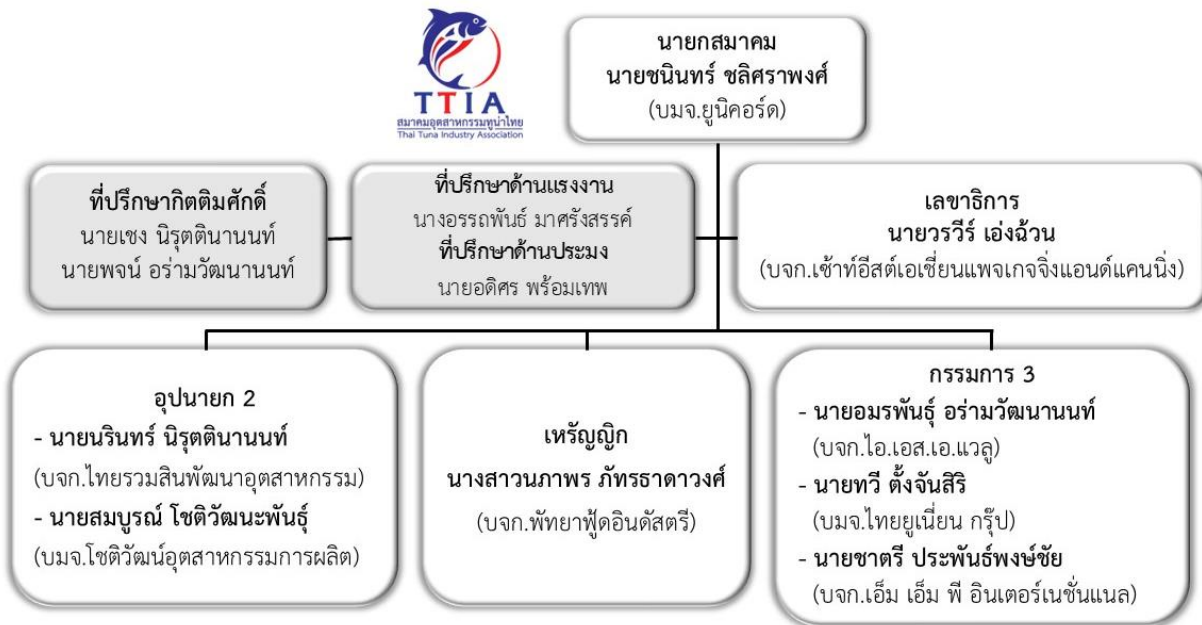 TTIA
สมาคมอุตสาหกรรมทูน่าไทย
Thai Tuna Industry Association
นายกสมาคม
นายชนินทร์ ชลิศราพงศ์
(บมจ.ยูนิคอร์ด)
ที่ปรึกษากิตติมศักดิ์
นายเชง นิรุตตินานนท์
นายพจน์ อร่ามวัฒนานนท์
ที่ปรึกษาด้านแรงงาน
นางอรรถพันธ์ มาศรังสรรค์
ที่ปรึกษาด้านประมง
นายอดิศร พร้อมเทพ
เลขาธิการ
นายวรวีร์ เอ่งฉ้วน
(บจก.เซ้าท์อีสต์เอเชี่ยนแพจเกจจิ่งแอนด์แคนนิ่ง)
อุปนายก 2
- นายนรินทร์ นิรุตตินานนท์
(บจก.ไทยรวมสินพัฒนาอุตสาหกรรม)
- นายสมบูรณ์ โชติวัฒนะพันธุ์
(บมจ.โชติวัฒน์อุตสาหกรรมการผลิต)
เหรัญญิก
นางสาวนภาพร ภัทรธาดาวงศ์
(บจก.พัทยาฟู้ดอินดัสตรี)
กรรมการ 3
- นายอมรพันธุ์ อร่ามวัฒนานนท์
(บจก.ไอ.เอส.เอ.แวลู)
- นายทวี ตั้งจันสิริ
(บมจ.ไทยยูเนี่ยน กรุ๊ป)
- นายชาตรี ประพันธ์พงษ์ชัย
(บจก.เอ็ม เอ็ม พี อินเตอร์เนชั่นแนล)